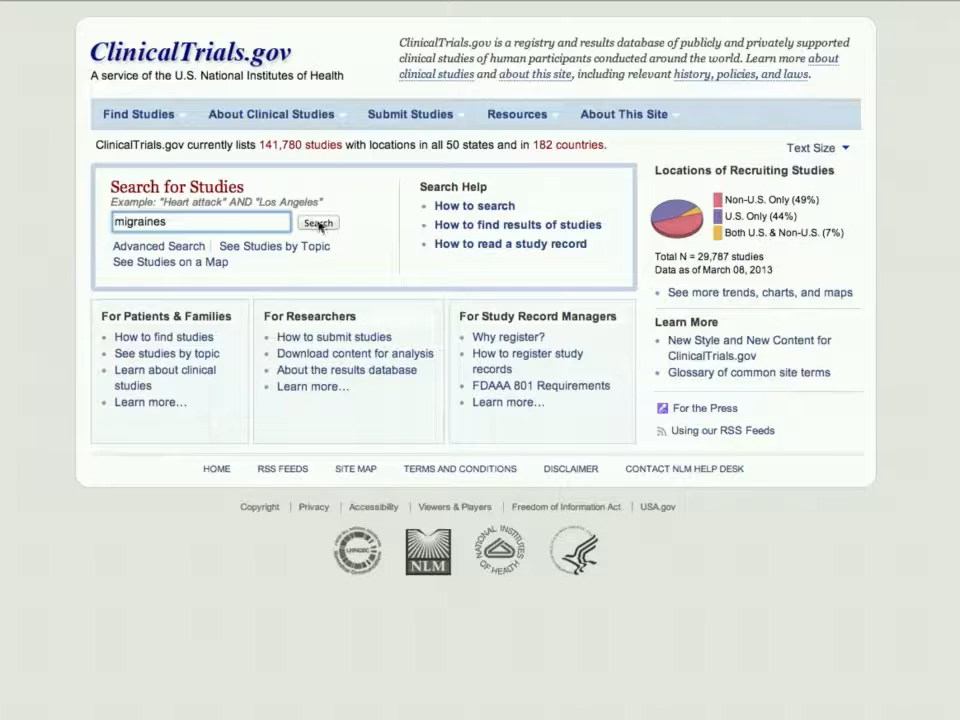 ClinicalTrials.gov
A service of the U.S. National Institutes of Health
ClinicalTrials.gov is a registry and results database of publicly and privately supported
clinical studies of human participants conducted around the world. Learn more about
clinical studies and about this site, including relevant history, policies, and laws.
Find Studies
About Clinical Studies
Submit Studies
Resources
About This Site
ClinicalTrials.gov currently lists 141,780 studies with locations in all 50 states and in 182 countries.
Text Size
Search for Studies
Example: "Heart attack" AND "Los Angeles"
migraines
Search
Advanced Search
See Studies by Topic
See Studies on a Map
Search Help
How to search
How to find results of studies
How to read a study record
Locations of Recruiting Studies
Non-U.S. Only (49%)
U.S. Only (44%)
Both U.S. & Non-U.S. (7%)
Total N = 29,787 studies
Data as of March 08, 2013
See more trends, charts, and maps
Learn More
New Style and New Content for
ClinicalTrials.gov
Glossary of common site terms
For the Press
Using our RSS Feeds
For Patients & Families
How to find studies
See studies by topic
Learn about clinical
studies
Learn more…
For Researchers
How to submit studies
Download content for analysis
About the results database
Learn more…
For Study Record Managers
Why register?
How to register study
records
FDAAA 801 Requirements
Learn more…
HOME
RSS FEEDS
SITE MAP
TERMS AND CONDITIONS
DISCLAIMER
CONTACT NLM HELP DESK
Copyright
Privacy
Accessibility
Viewers & Players
Freedom of Information Act
USA.gov
LHNCBC
NLM
NATIONAL INSTITUTES
OF HEALTH